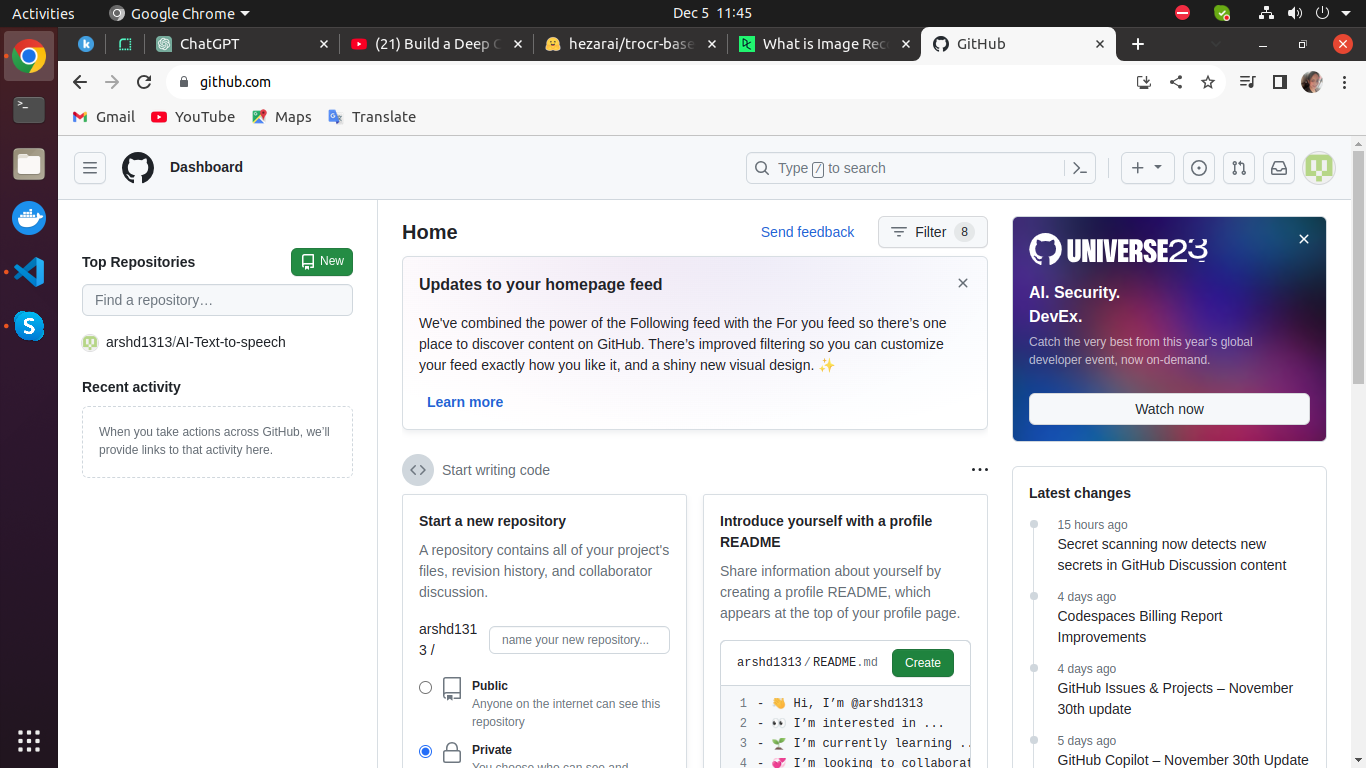 Activities
Google Chrome
Dec 5 11:45
ChatGPT
(21) Build a Deep
hezarai/trocr-base
What is Image Rec
GitHub
github.com
Gmail
YouTube
Maps
Translate
Dashboard
Type / to search
Top Repositories
New
Find a repository…
arshd1313/AI-Text-to-speech
Recent activity
When you take actions across GitHub, we'll
provide links to that activity here.
Home
Send feedback
Filter 8
Updates to your homepage feed
We've combined the power of the Following feed with the For you feed so there's one
place to discover content on GitHub. There's improved filtering so you can customize
your feed exactly how you like it, and a shiny new visual design. ✨
Learn more
Start writing code
Start a new repository
A repository contains all of your project's
files, revision history, and collaborator
discussion.
arshd131
3 /
name your new repository...
Public
Anyone on the internet can see this
repository
Private
You choose who can see and
Introduce yourself with a profile
README
Share information about yourself by
creating a profile README, which
appears at the top of your profile page.
arshd1313 / README.md
Create
1 - 👋 Hi, I'm @arshd1313
2 - 👀 I'm interested in ...
3 - 🌱 I'm currently learning ..
4 - 💞️ I'm looking to collaborat
UNIVERSE23
AI. Security.
DevEx.
Catch the very best from this year's global
developer event, now on-demand.
Watch now
Latest changes
15 hours ago
Secret scanning now detects new
secrets in GitHub Discussion content
4 days ago
Codespaces Billing Report
Improvements
4 days ago
GitHub Issues & Projects – November
30th update
5 days ago
GitHub Copilot – November 30th Update